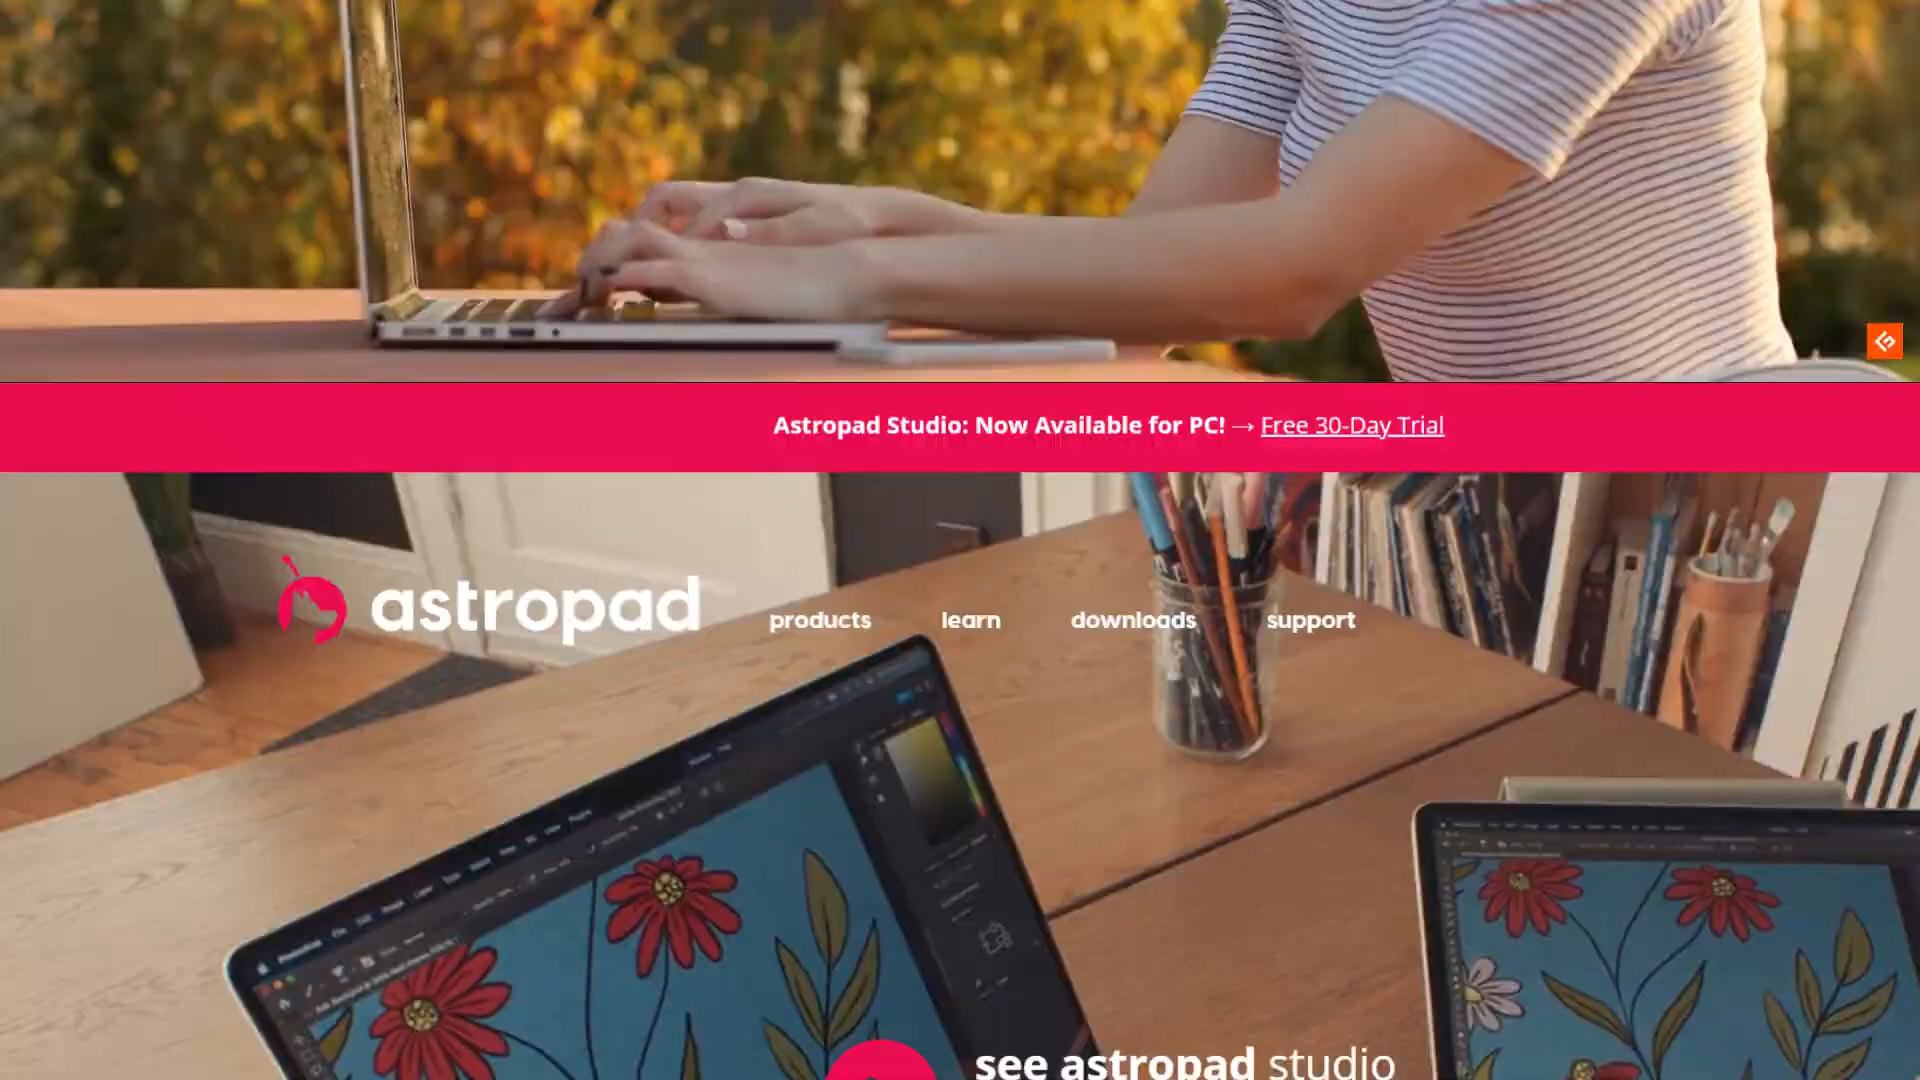 Astropad Studio: Now Available for PC! → Free 30-Day Trial
astropad
products learn downloads support
see astropad studio